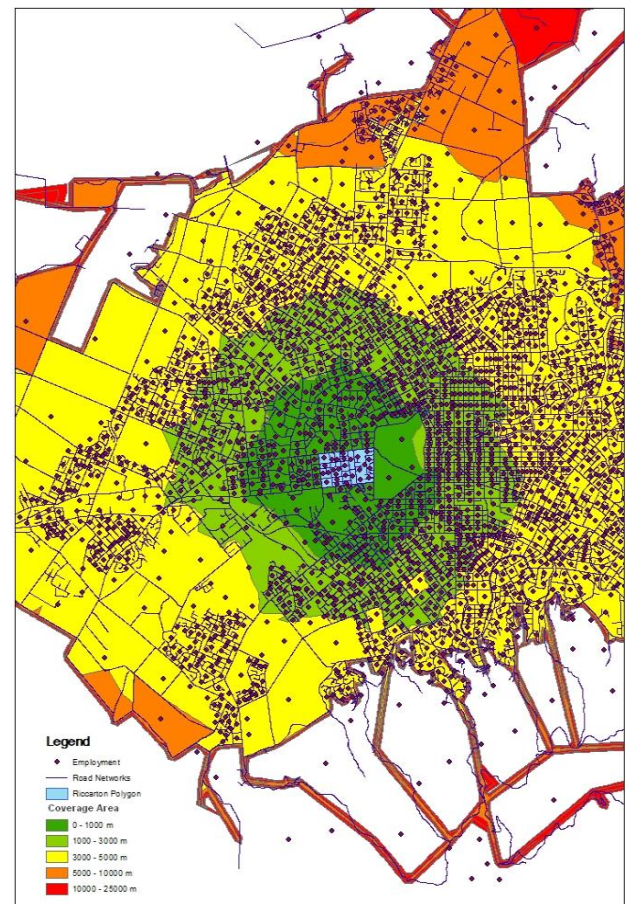 Legend
Employment
Road Networks
Riccarton Polygon
Coverage Area
0 - 1000 m
1000 - 3000 m
3000 - 5000 m
5000 - 10000 m
10000 - 25000 m